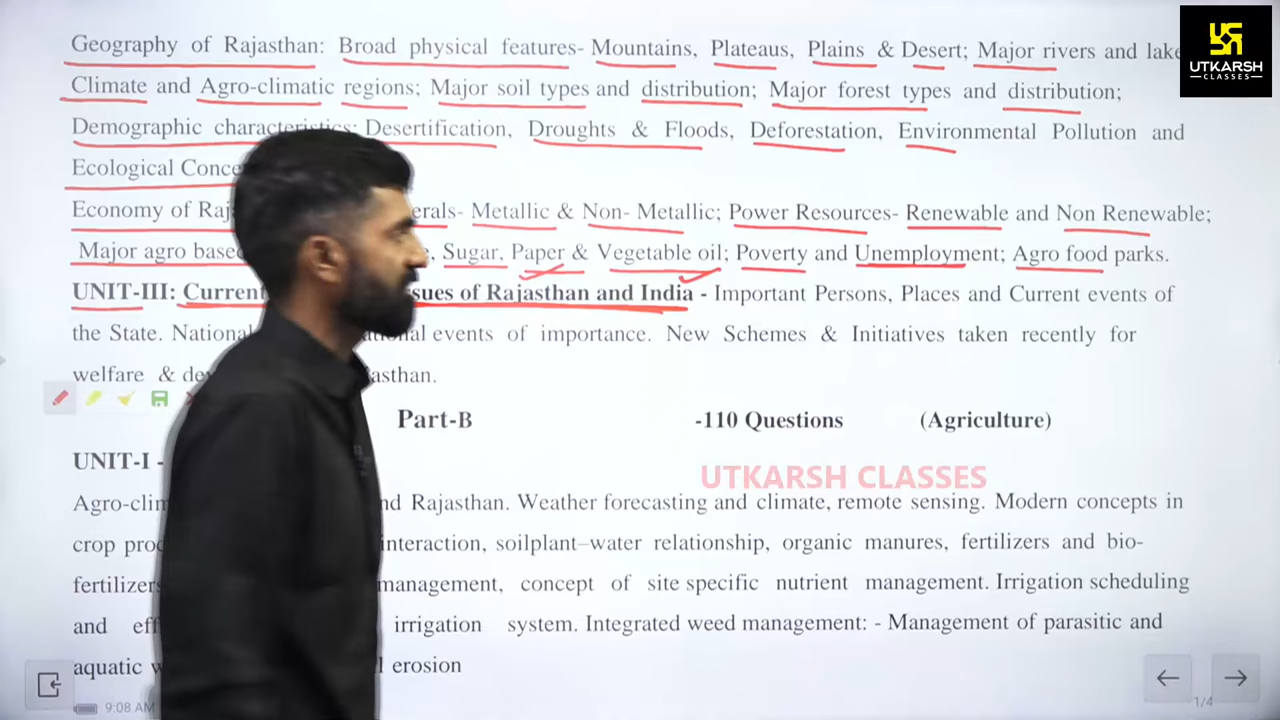 Geography of Rajasthan: Broad physical features- Mountains, Plateaus, Plains & Desert; Major rivers and lake
Climate and Agro-climatic regions; Major soil types and distribution; Major forest types and distribution;
Demographic characteristics; Desertification, Droughts & Floods, Deforestation, Environmental Pollution and
Ecological Conce
Economy of Raj erals- Metallic & Non- Metallic; Power Resources- Renewable and Non Renewable;
Major agro based , Sugar, Paper & Vegetable oil; Poverty and Unemployment; Agro food parks.
UNIT-III: Current sues of Rajasthan and India - Important Persons, Places and Current events of
the State. National nal events of importance. New Schemes & Initiatives taken recently for
welfare & de asthan.
Part-B -110 Questions (Agriculture)
UNIT-I -
Agro-clim nd Rajasthan. Weather forecasting and climate, remote sensing. Modern concepts in
crop proc interaction, soilplant–water relationship, organic manures, fertilizers and bio-
fertilizers management, concept of site specific nutrient management. Irrigation scheduling
and eff irrigation system. Integrated weed management: - Management of parasitic and
aquatic w l erosion
UTKARSH CLASSES
UTKARSH
CLASSES
9:08 AM
1/4